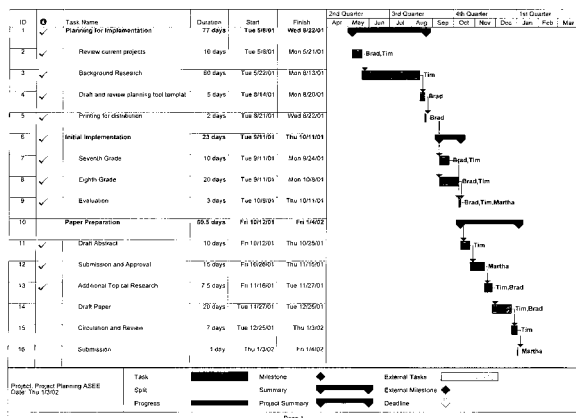 2nd Quarter 3rd Quarter 4th Quarter 1st Quarter
ID Task Name Duration Start Finish Apr May Jun Jul Aug Sep Oct Nov Dec Jan Feb Mar
1 Planning for Implementation 77 days Tue 5/8/01 Wed 8/22/01
2 Review current projects 10 days Tue 5/8/01 Mon 5/21/01 Brad,Tim
3 Background Research 60 days Tue 5/22/01 Mon 8/13/01 Tim
4 Draft and review planning tool templat 5 days Tue 8/14/01 Mon 8/20/01 Brad
5 Printing for distribution 2 days Tue 8/21/01 Wed 8/22/01 Brad
6 Initial Implementation 23 days Tue 9/11/01 Thu 10/11/01
7 Seventh Grade 10 days Tue 9/11/01 Mon 9/24/01 Brad,Tim
8 Eighth Grade 20 days Tue 9/11/01 Mon 10/8/01 Brad,Tim
9 Evaluation 3 days Tue 10/9/01 Thu 10/11/01 Brad,Tim,Martha
10 Paper Preparation 59.5 days Fri 10/12/01 Fri 1/4/02
11 Draft Abstract 10 days Fri 10/12/01 Thu 10/25/01 Tim
12 Submission and Approval 15 days Fri 10/26/01 Thu 11/15/01 Martha
13 Additional Topical Research 7.5 days Fri 11/16/01 Tue 11/27/01 Tim,Brad
14 Draft Paper 20 days Tue 11/27/01 Tue 12/25/01 Tim,Brad
15 Circulation and Review 7 days Tue 12/25/01 Thu 1/3/02 Tim
16 Submission 1 day Thu 1/3/02 Fri 1/4/02 Martha
Project: Project Planning ASEE
Date: Thu 1/3/02
Task Milestone External Tasks
Split Summary External Milestone
Progress Project Summary Deadline